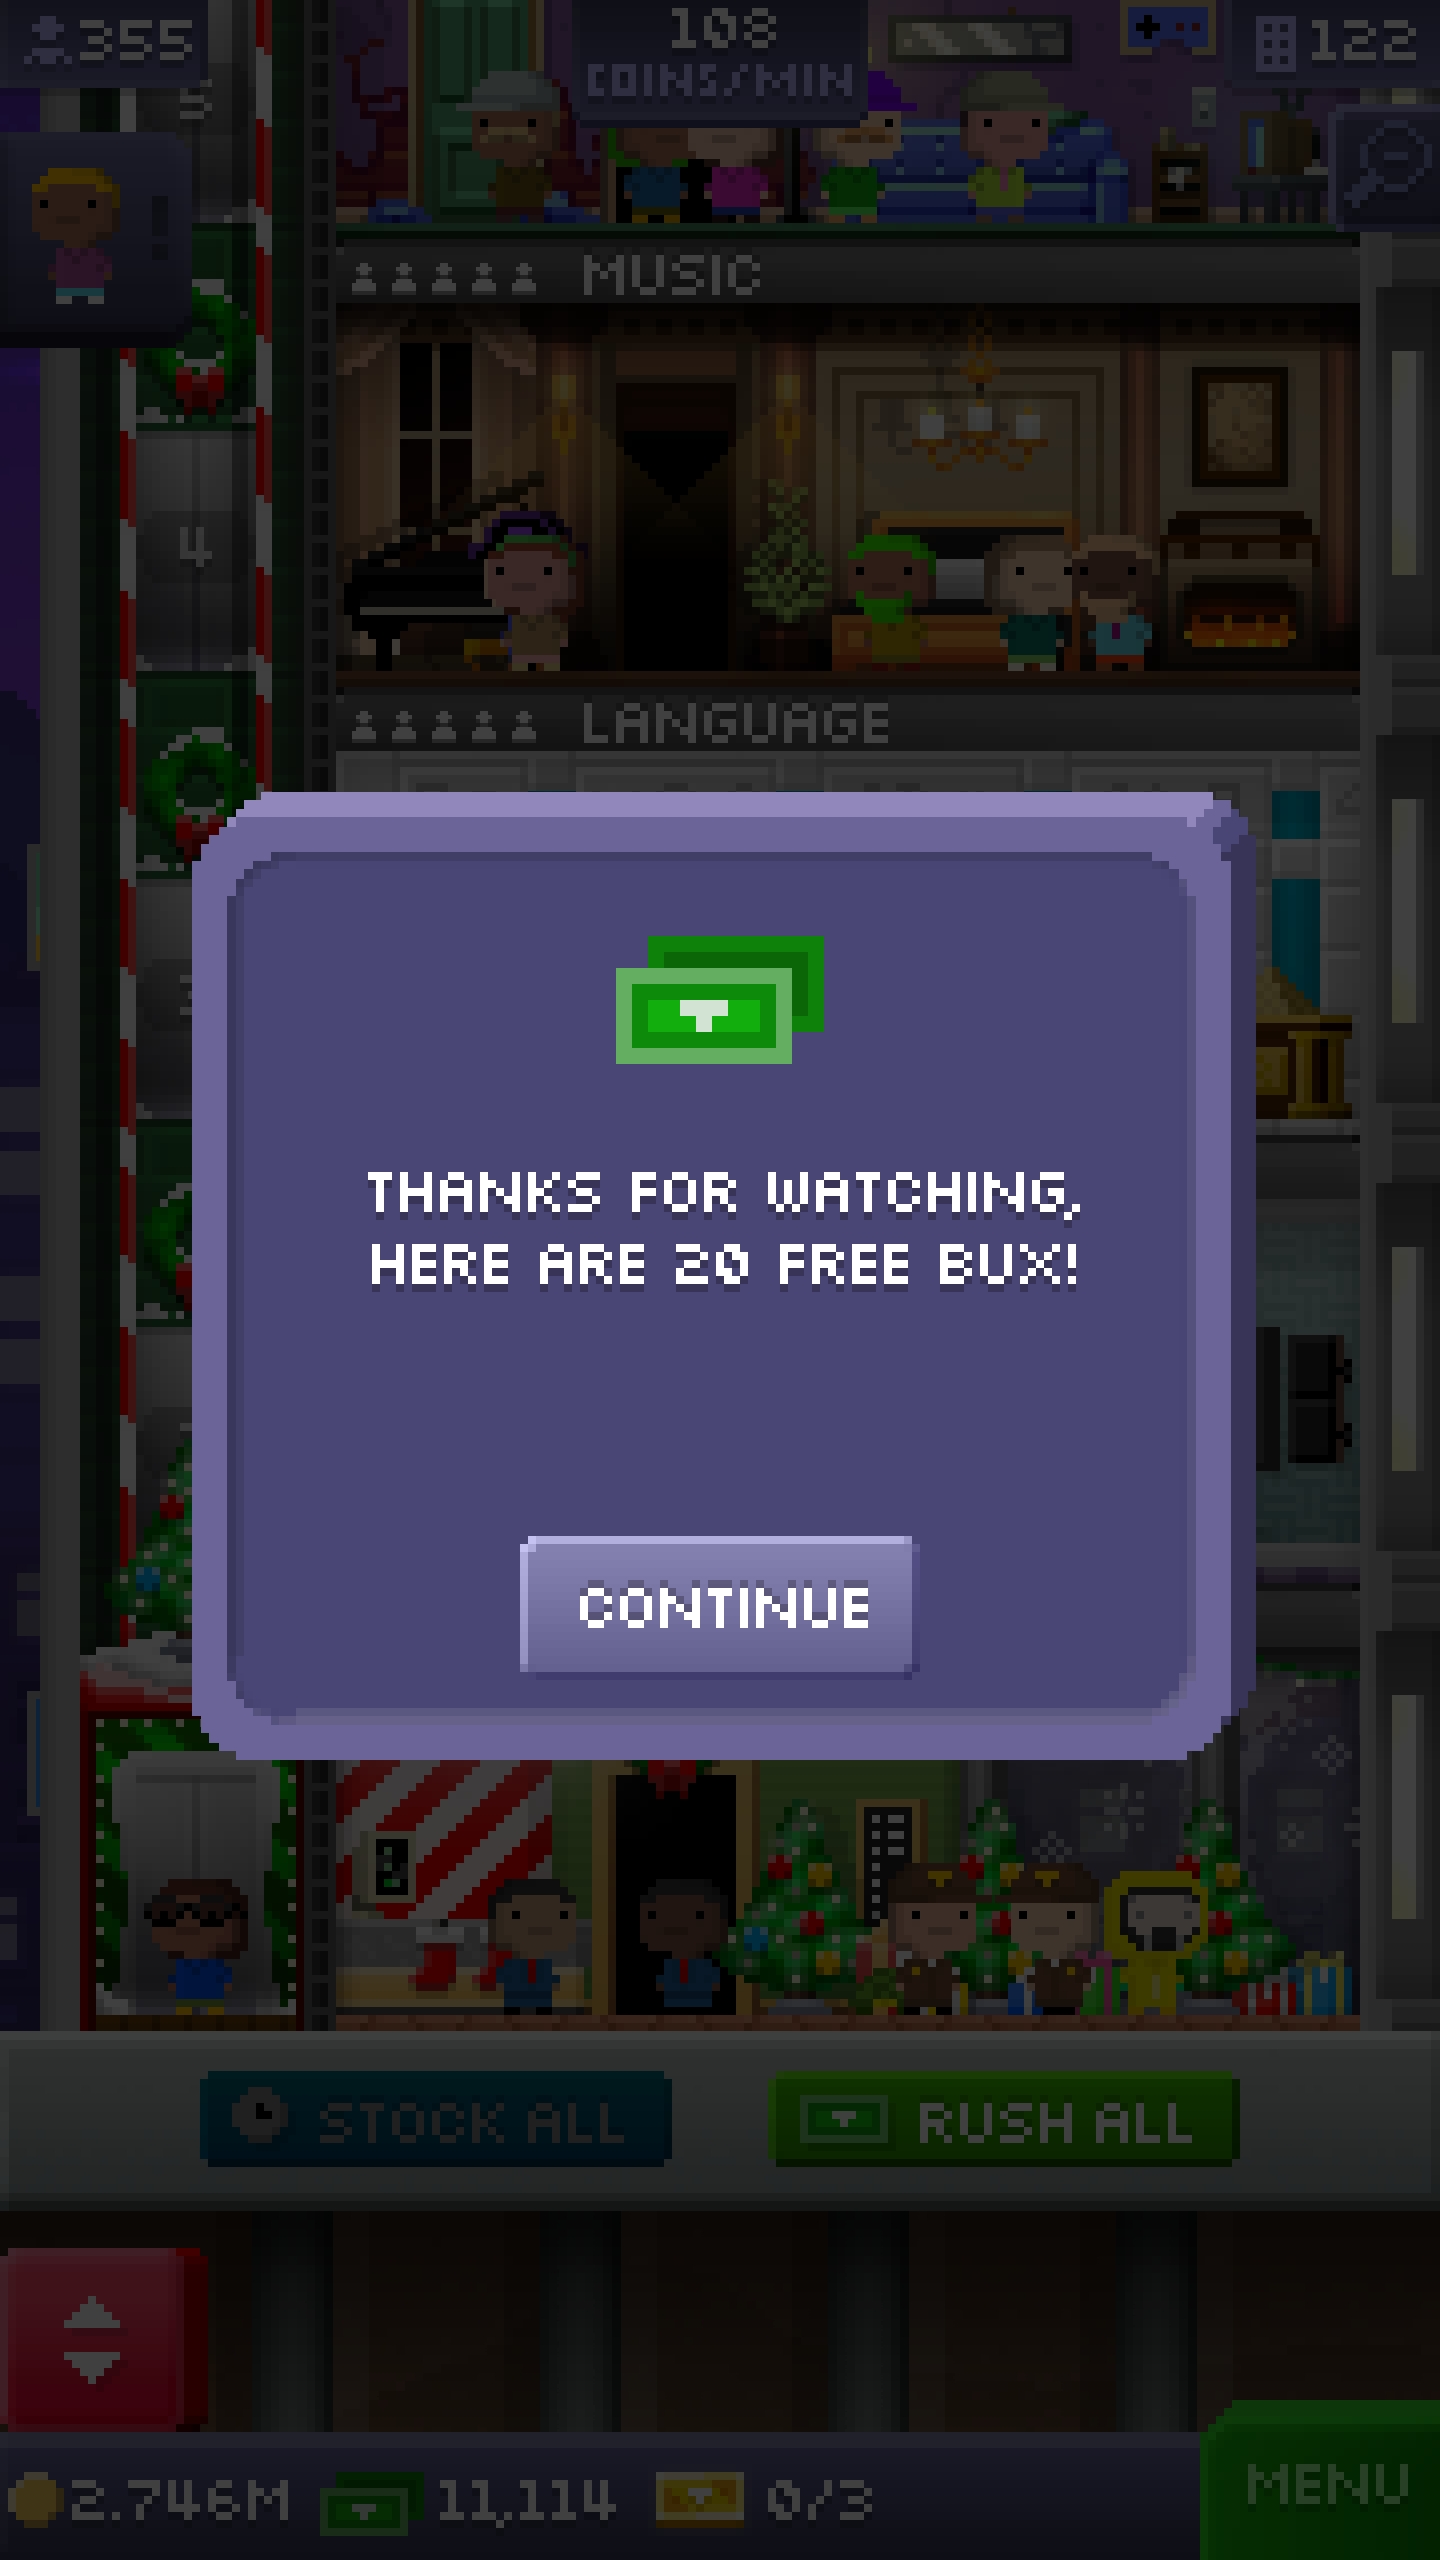 355
108
COINS/MIN
122
5
MUSIC
4
LANGUAGE
THANKS FOR WATCHING,
HERE ARE 20 FREE BUX!
CONTINUE
STOCK ALL
RUSH ALL
2.746M
11,114
0/3
MENU